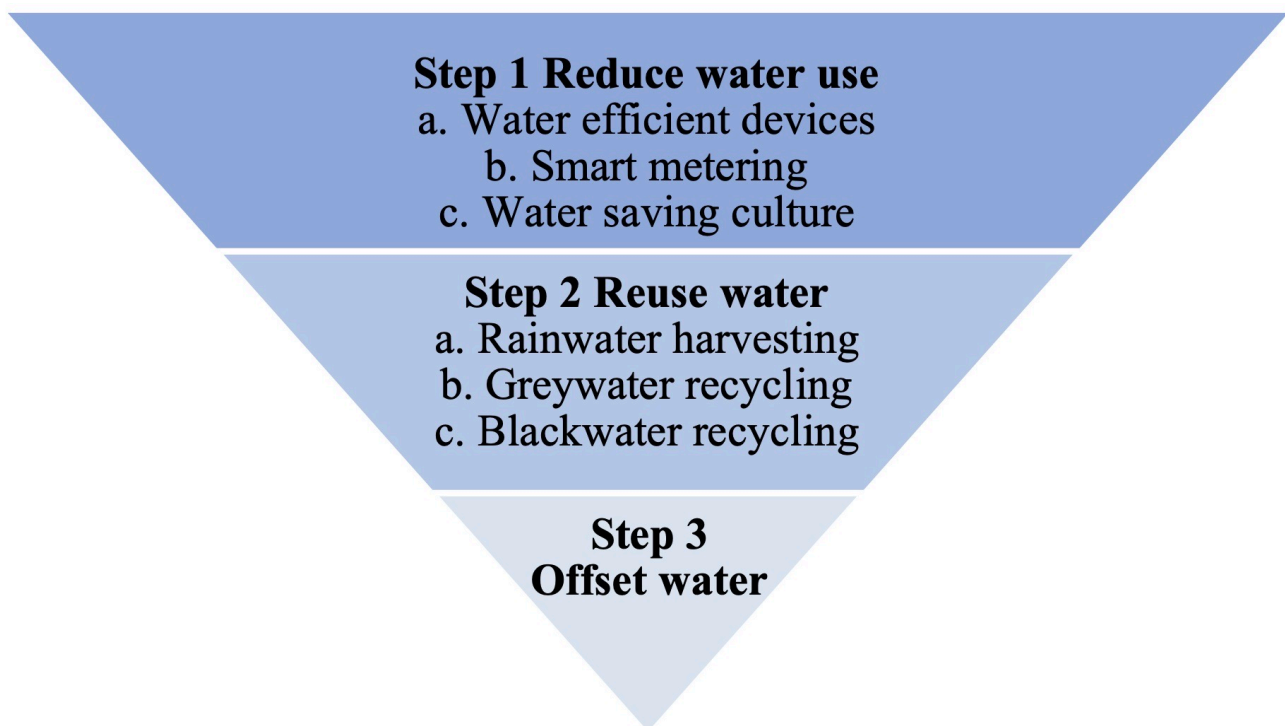 Step 1 Reduce water use
a. Water efficient devices
b. Smart metering
c. Water saving culture
Step 2 Reuse water
a. Rainwater harvesting
b. Greywater recycling
c. Blackwater recycling
Step 3
Offset water